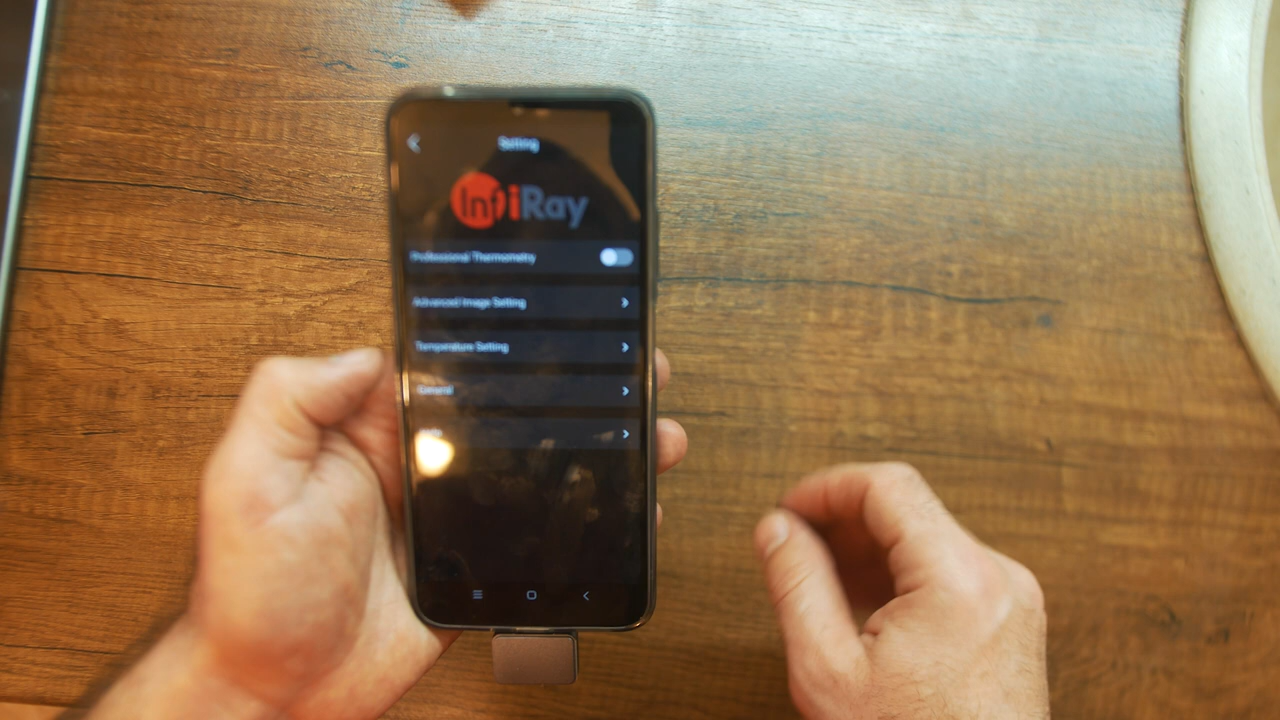 Setting
InfiRay
Professional Thermometry
Advanced Image Setting
Temperature Setting
General